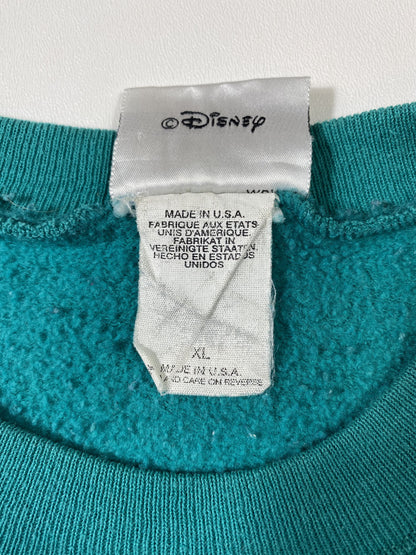 © Disney
MADE IN U.S.A.
FABRIQUE AUX ETATS
UNIS D'AMERIQUE.
FABRIKAT IN
VEREINIGTE STAATEN.
HECHO EN ESTADOS
UNIDOS
XL
MADE IN U.S.A.
AND CARE ON REVERSE